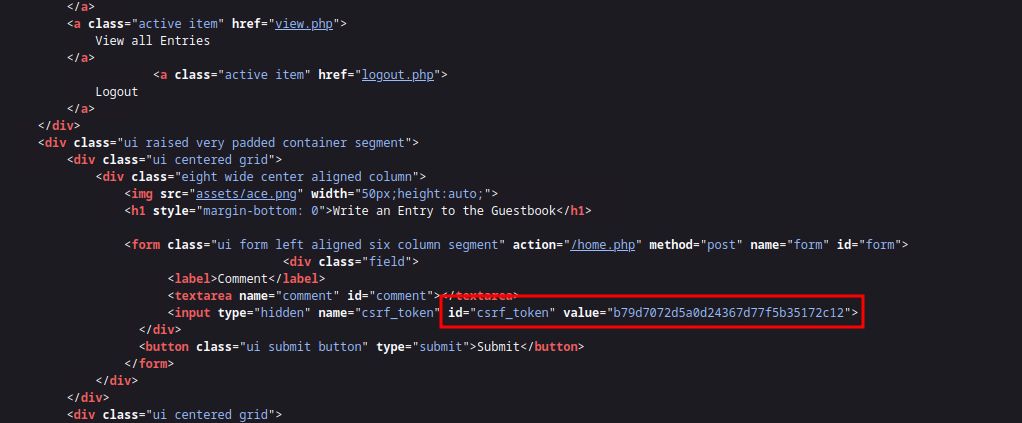 </a>
<a class="active item" href="view.php">
View all Entries
</a>
<a class="active item" href="logout.php">
Logout
</a>
</div>
<div class="ui raised very padded container segment">
<div class="ui centered grid">
<div class="eight wide center aligned column">
<img src="assets/ace.png" width="50px;height:auto;">
<h1 style="margin-bottom: 0">Write an Entry to the Guestbook</h1>
<form class="ui form left aligned six column segment" action="/home.php" method="post" name="form" id="form">
<div class="field">
<label>Comment</label>
<textarea name="comment" id="comment"></textarea>
<input type="hidden" name="csrf_token" id="csrf_token" value="b79d7072d5a0d24367d77f5b35172c12">
</div>
<button class="ui submit button" type="submit">Submit</button>
</form>
</div>
</div>
<div class="ui centered grid">